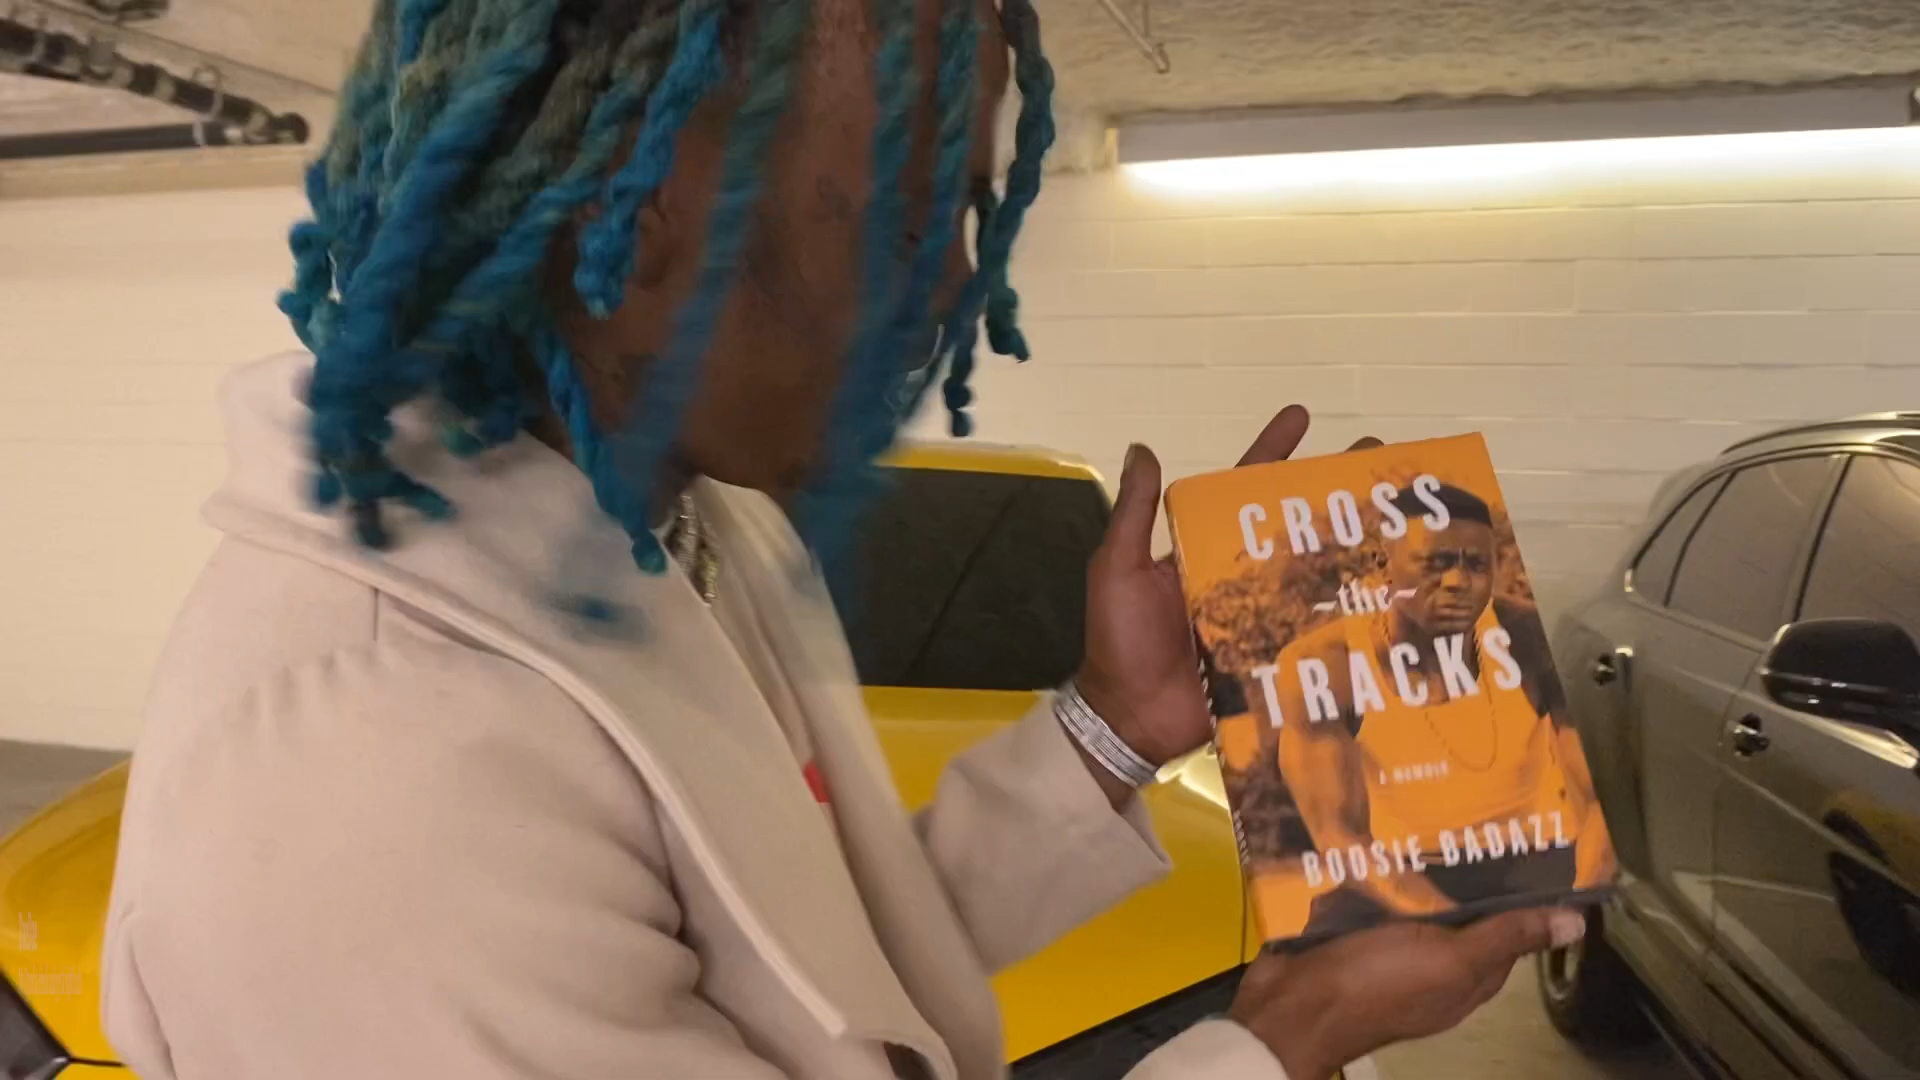 CROSS
~the~
TRACKS
A MEMOIR
BOOSIE BADAZZ